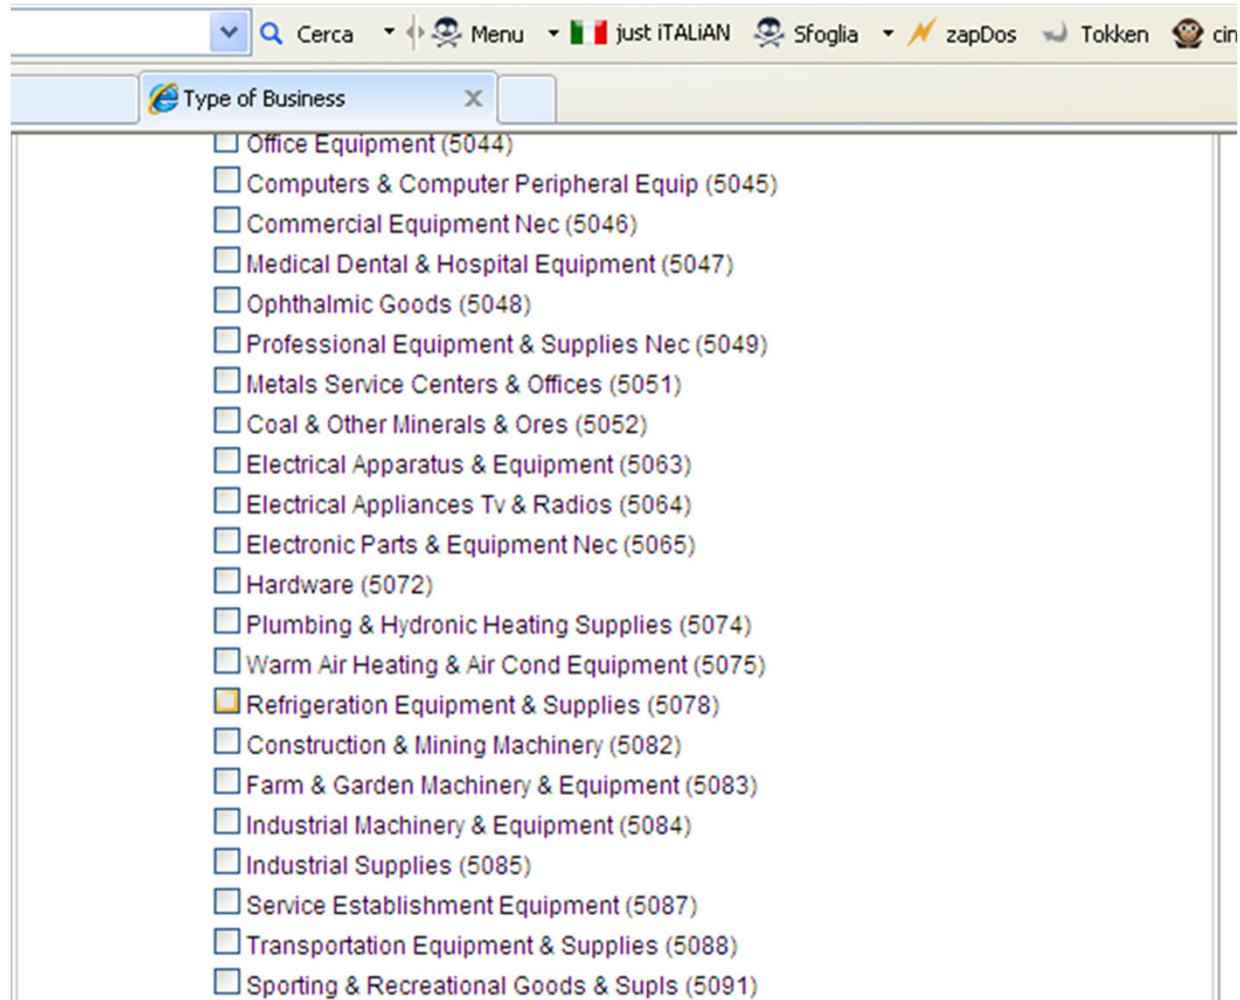 Cerca Menu just iTALiAN Sfoglia zapDos Tokken cin
Type of Business X
Office Equipment (5044)
Computers & Computer Peripheral Equip (5045)
Commercial Equipment Nec (5046)
Medical Dental & Hospital Equipment (5047)
Ophthalmic Goods (5048)
Professional Equipment & Supplies Nec (5049)
Metals Service Centers & Offices (5051)
Coal & Other Minerals & Ores (5052)
Electrical Apparatus & Equipment (5063)
Electrical Appliances Tv & Radios (5064)
Electronic Parts & Equipment Nec (5065)
Hardware (5072)
Plumbing & Hydronic Heating Supplies (5074)
Warm Air Heating & Air Cond Equipment (5075)
Refrigeration Equipment & Supplies (5078)
Construction & Mining Machinery (5082)
Farm & Garden Machinery & Equipment (5083)
Industrial Machinery & Equipment (5084)
Industrial Supplies (5085)
Service Establishment Equipment (5087)
Transportation Equipment & Supplies (5088)
Sporting & Recreational Goods & Supls (5091)